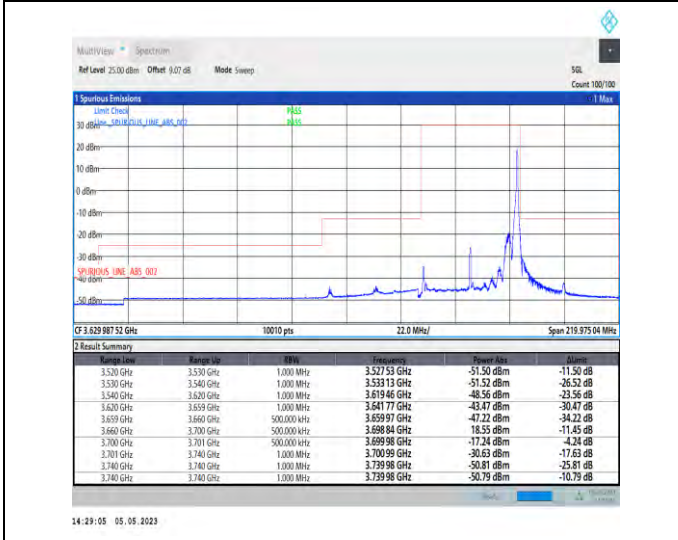 MultiView Spectrum
Ref Level 25.00 dBm Offset 9.07 dB Mode Sweep SGL
Count 100/100
1 Spurious Emissions 1 Max
Limit Check PASS
30 dBm Line _SPURIOUS_LINE_ABS_002 PASS
20 dBm
10 dBm
0 dBm
-10 dBm
-20 dBm
-30 dBm
SPURIOUS_LINE_ABS_002
-40 dBm
-50 dBm
CF 3.629 987 52 GHz 10010 pts 22.0 MHz/ Span 219.975 04 MHz
2 Result Summary
Range Low Range Up RBW Frequency Power Abs ΔLimit
3.520 GHz 3.530 GHz 1.000 MHz 3.527 53 GHz -51.50 dBm -11.50 dB
3.530 GHz 3.540 GHz 1.000 MHz 3.533 13 GHz -51.52 dBm -26.52 dB
3.540 GHz 3.620 GHz 1.000 MHz 3.619 46 GHz -48.56 dBm -23.56 dB
3.620 GHz 3.659 GHz 1.000 MHz 3.641 77 GHz -43.47 dBm -30.47 dB
3.659 GHz 3.660 GHz 500.000 kHz 3.659 97 GHz -47.22 dBm -34.22 dB
3.660 GHz 3.700 GHz 500.000 kHz 3.698 84 GHz 18.55 dBm -11.45 dB
3.700 GHz 3.701 GHz 500.000 kHz 3.699 98 GHz -17.24 dBm -4.24 dB
3.701 GHz 3.740 GHz 1.000 MHz 3.700 99 GHz -30.63 dBm -17.63 dB
3.740 GHz 3.740 GHz 1.000 MHz 3.739 98 GHz -50.81 dBm -25.81 dB
3.740 GHz 3.740 GHz 1.000 MHz 3.739 98 GHz -50.79 dBm -10.79 dB
14:29:05 05.05.2023